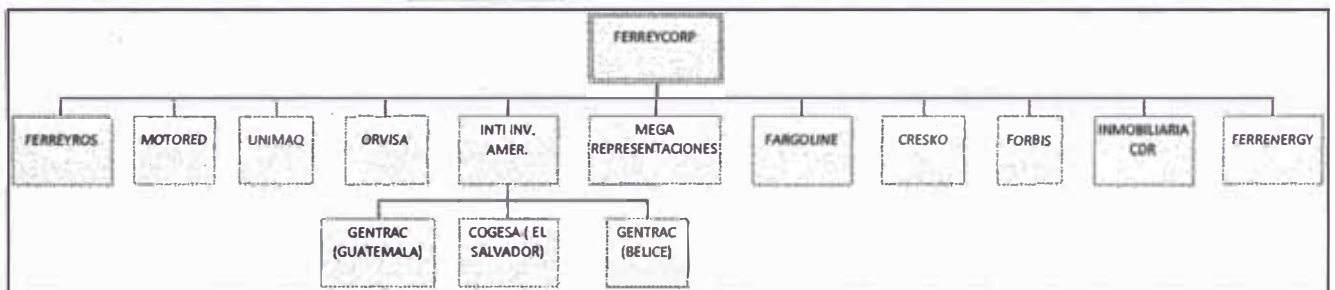 FERREYCORP
FERREYROS
MOTORED
UNIMAQ
ORVISA
INTI INV.
AMER.
MEGA
REPRESENTACIONES
FARGOLINE
CRESKO
FORBIS
INMOBILIARIA
CDR
FERRENERGY
GENTRAC
(GUATEMALA)
COGESA ( EL
SALVADOR)
GENTRAC
(BELICE)